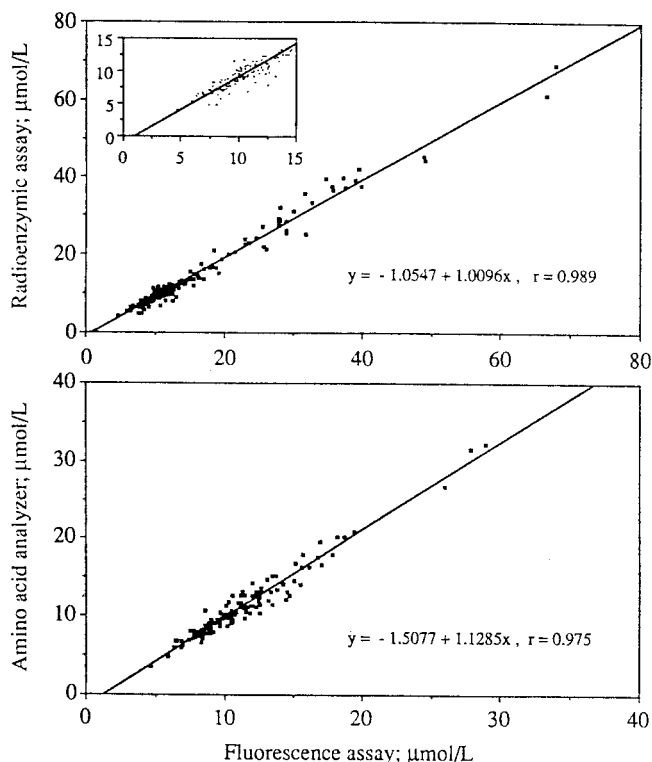 80
60
40
20
0
Radioenzymic assay; µmol/L
15
10
5
0
0 5 10 15
y = - 1.0547 + 1.0096x , r = 0.989
0 20 40 60 80
40
30
20
10
0
Amino acid analyzer; µmol/L
y = - 1.5077 + 1.1285x , r = 0.975
0 10 20 30 40
Fluorescence assay; µmol/L